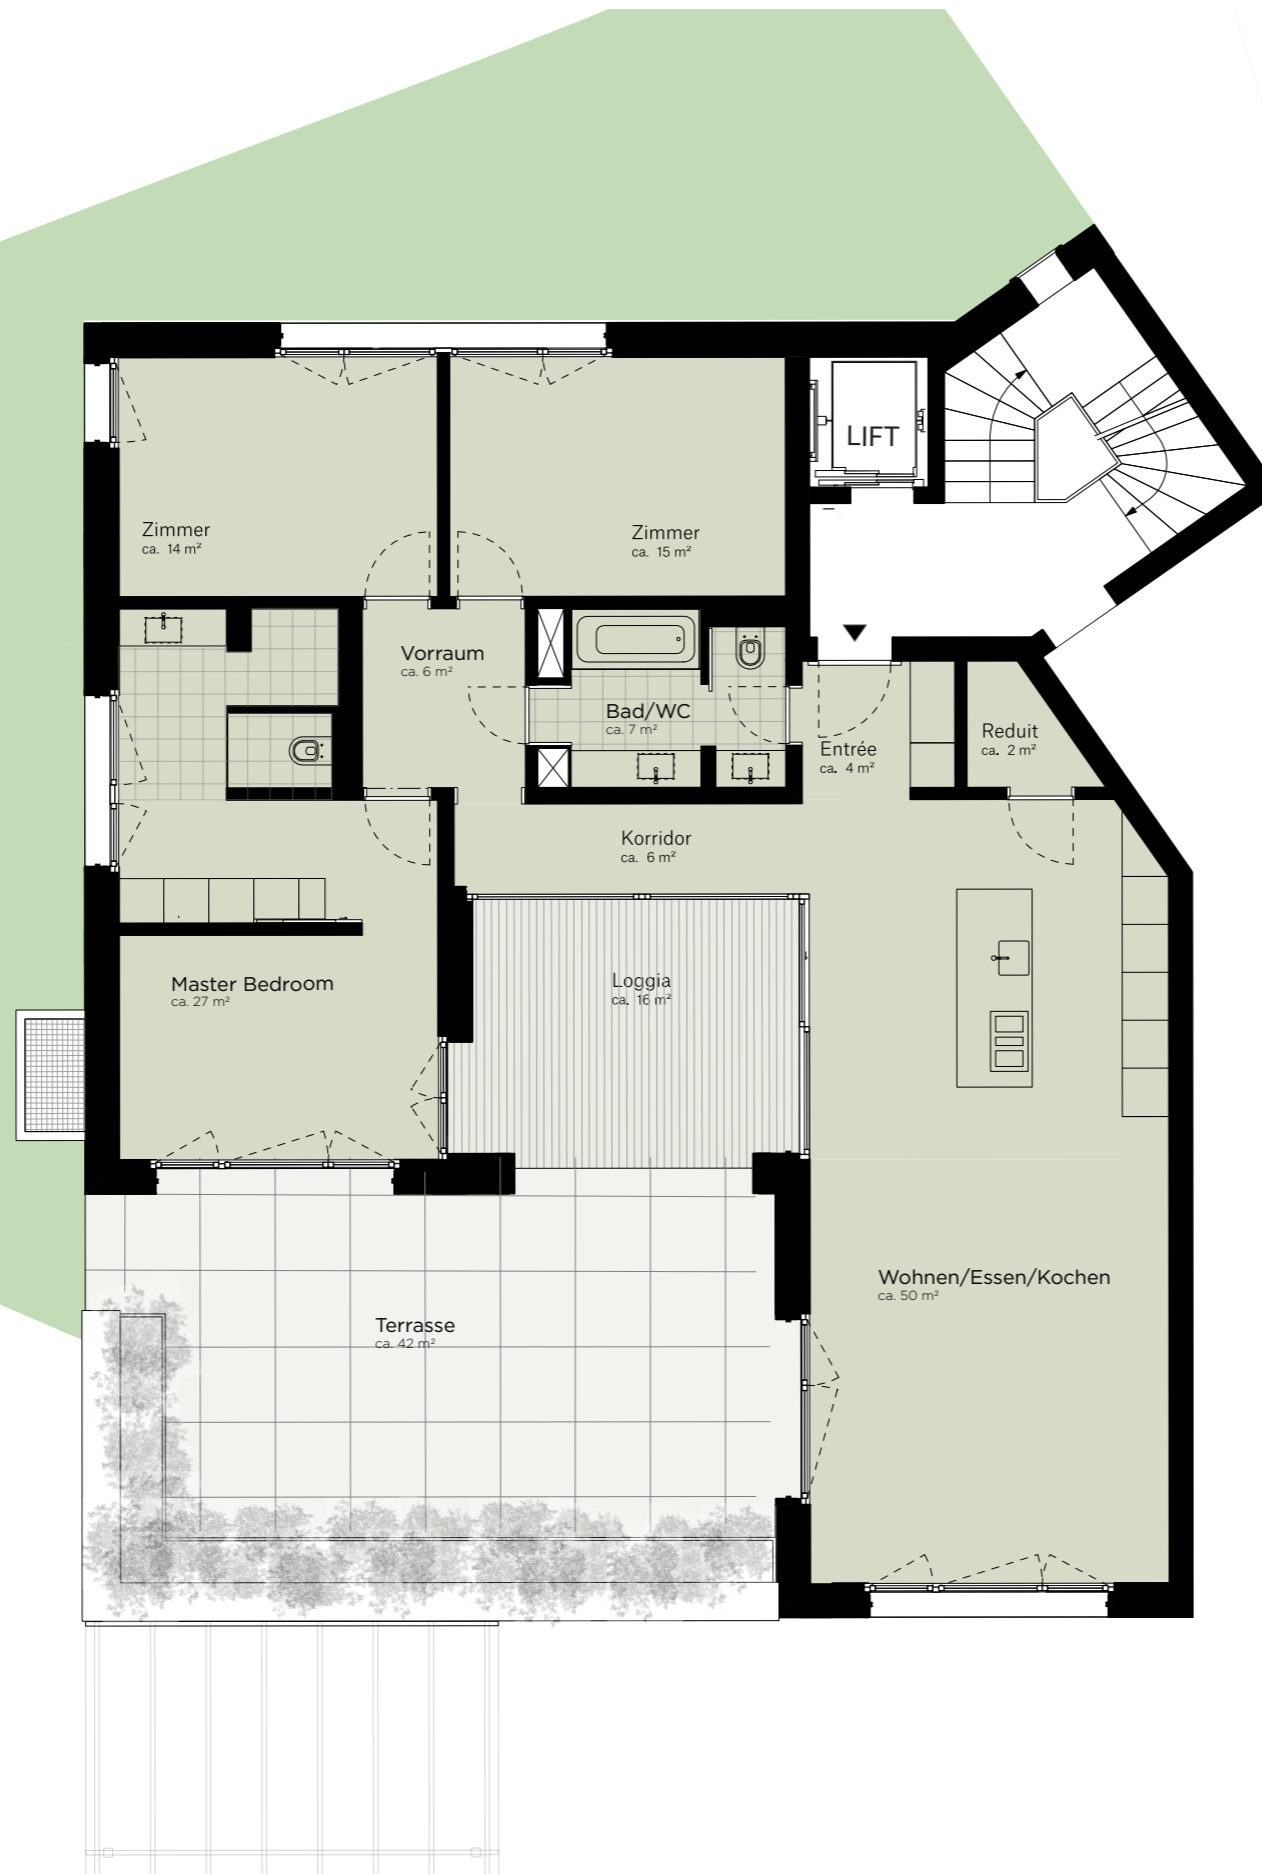 LIFT
Zimmer
ca. 14 m²
Zimmer
ca. 15 m²
Vorraum
ca. 6 m²
Bad/WC
ca. 7 m²
Entrée
ca. 4 m²
Reduit
ca. 2 m²
Korridor
ca. 6 m²
Master Bedroom
ca. 27 m²
Loggia
ca. 16 m²
Wohnen/Essen/Kochen
ca. 50 m²
Terrasse
ca. 42 m²